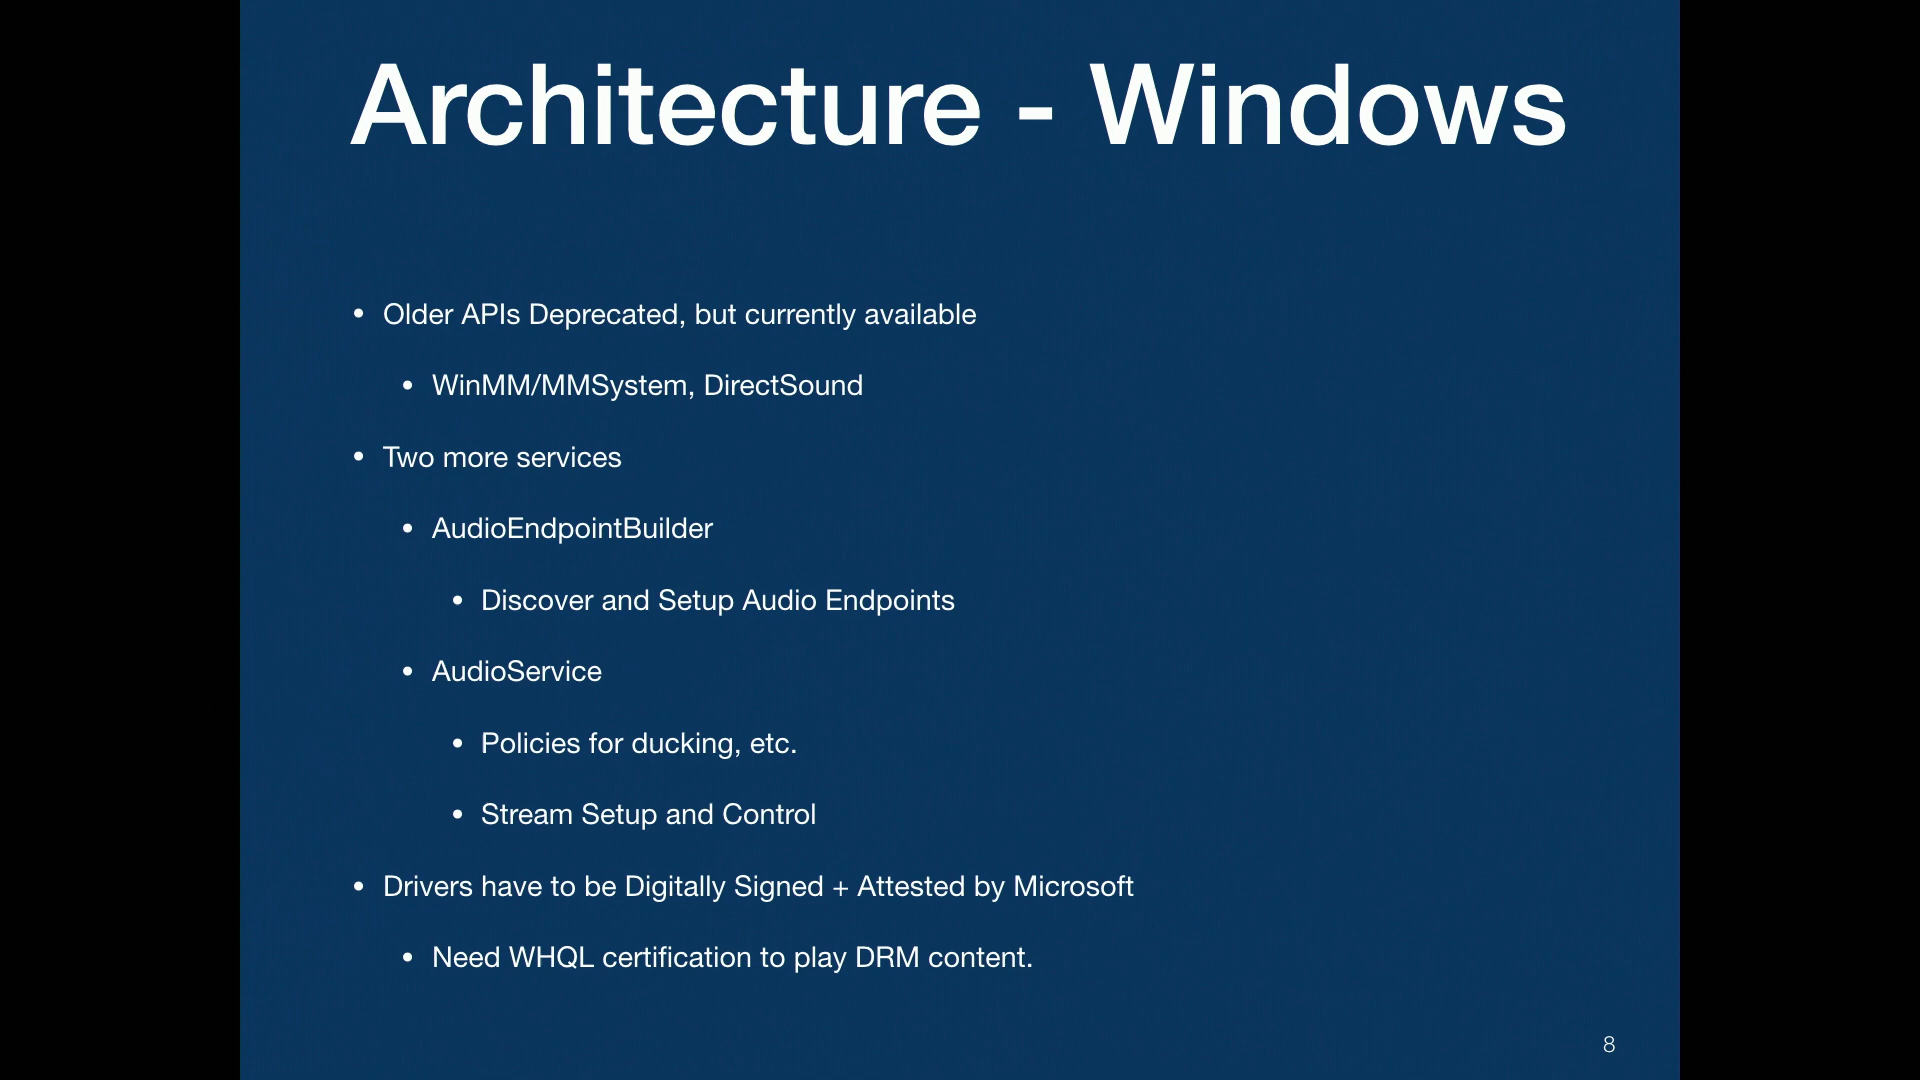 Architecture - Windows
• Older APIs Deprecated, but currently available
• WinMM/MMSystem, DirectSound
• Two more services
• AudioEndpointBuilder
• Discover and Setup Audio Endpoints
• AudioService
• Policies for ducking, etc.
• Stream Setup and Control
• Drivers have to be Digitally Signed + Attested by Microsoft
• Need WHQL certification to play DRM content.
8